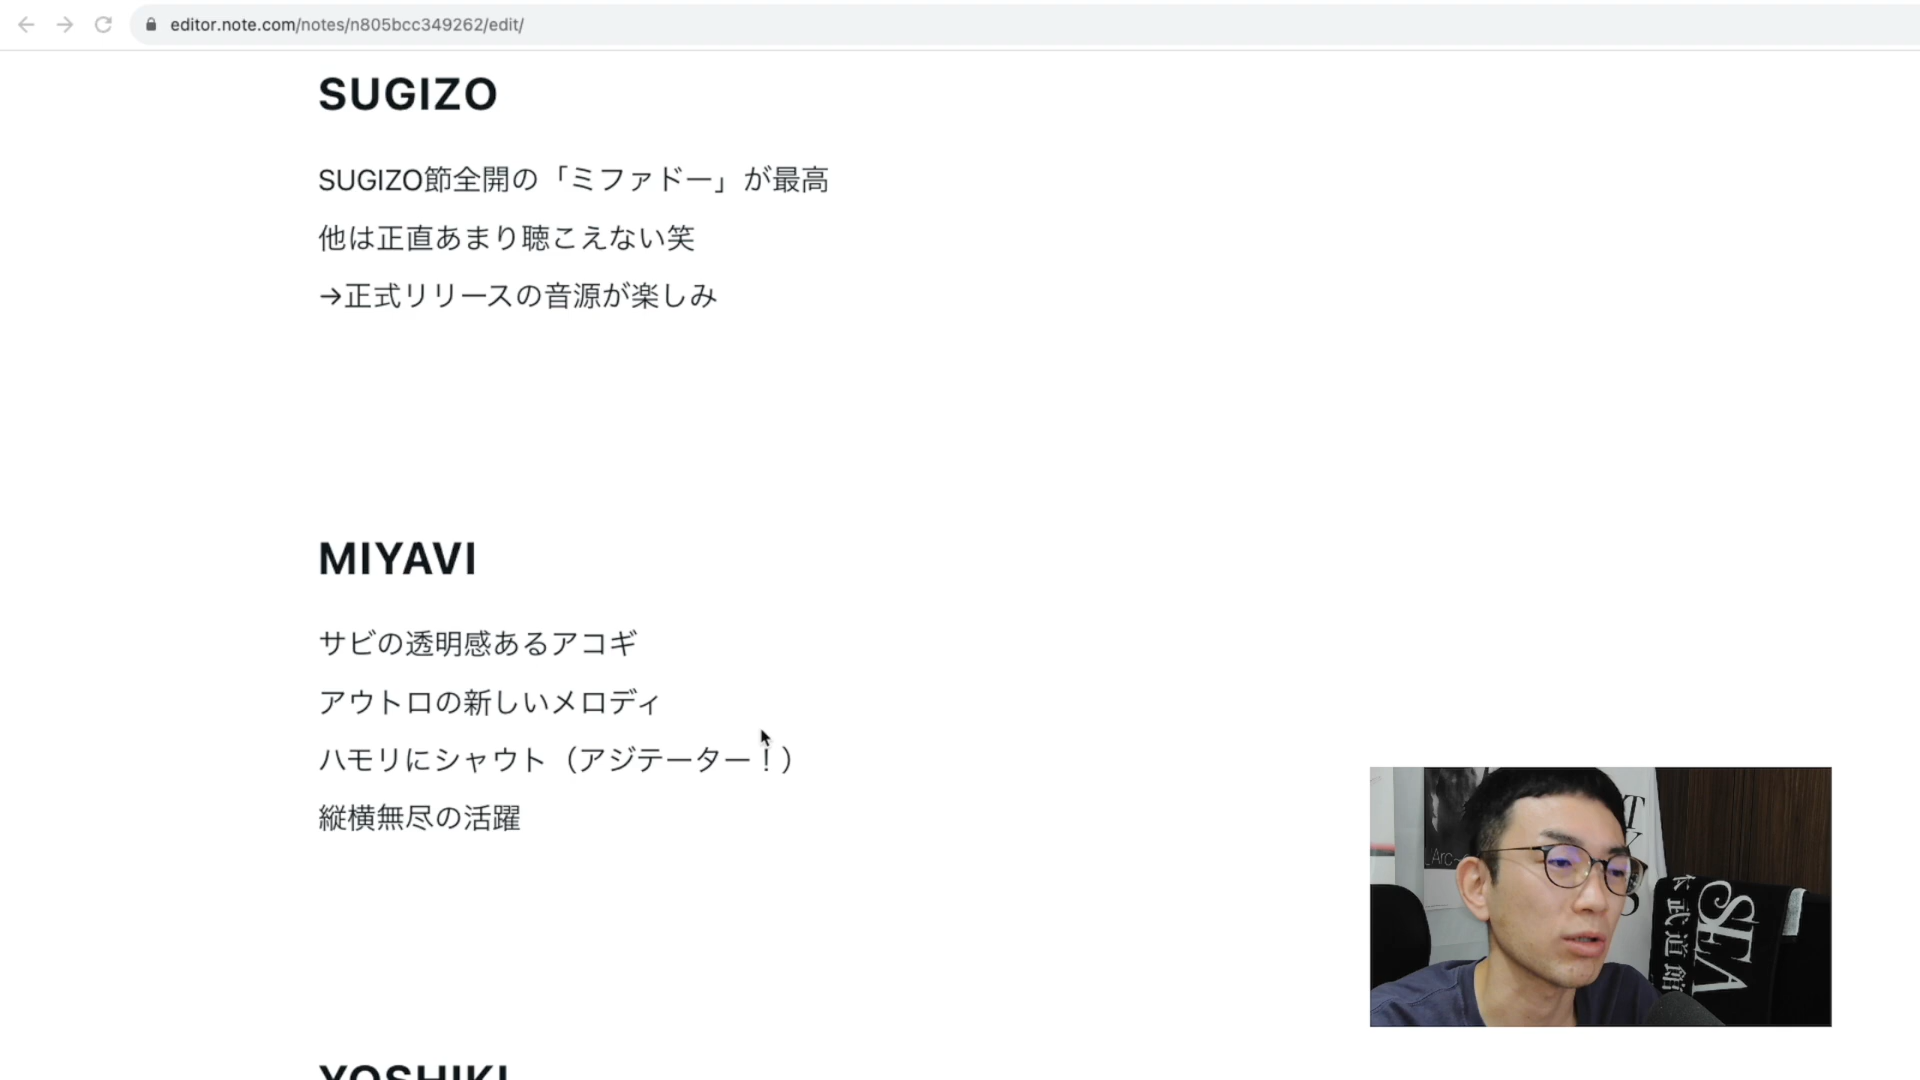 editor.note.com/notes/n805bcc349262/edit/
SUGIZO
SUGIZO節全開の「ミファドー」が最高
他は正直あまり聴こえない笑
→正式リリースの音源が楽しみ
MIYAVI
サビの透明感あるアコギ
アウトロの新しいメロディ
ハモリにシャウト（アジテーター！）
縦横無尽の活躍
YOSHIKI
武道館